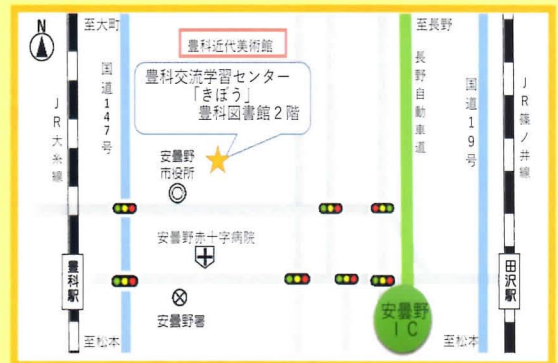 N
至大町
至長野
豊科近代美術館
国道147号
JR大糸線
豊科交流学習センター
「きぼう」
豊科図書館2階
長野自動車道
国道19号
JR篠ノ井線
安曇野
市役所
安曇野赤十字病院
豊科駅
田沢駅
安曇野署
安曇野
IC
至松本
至松本